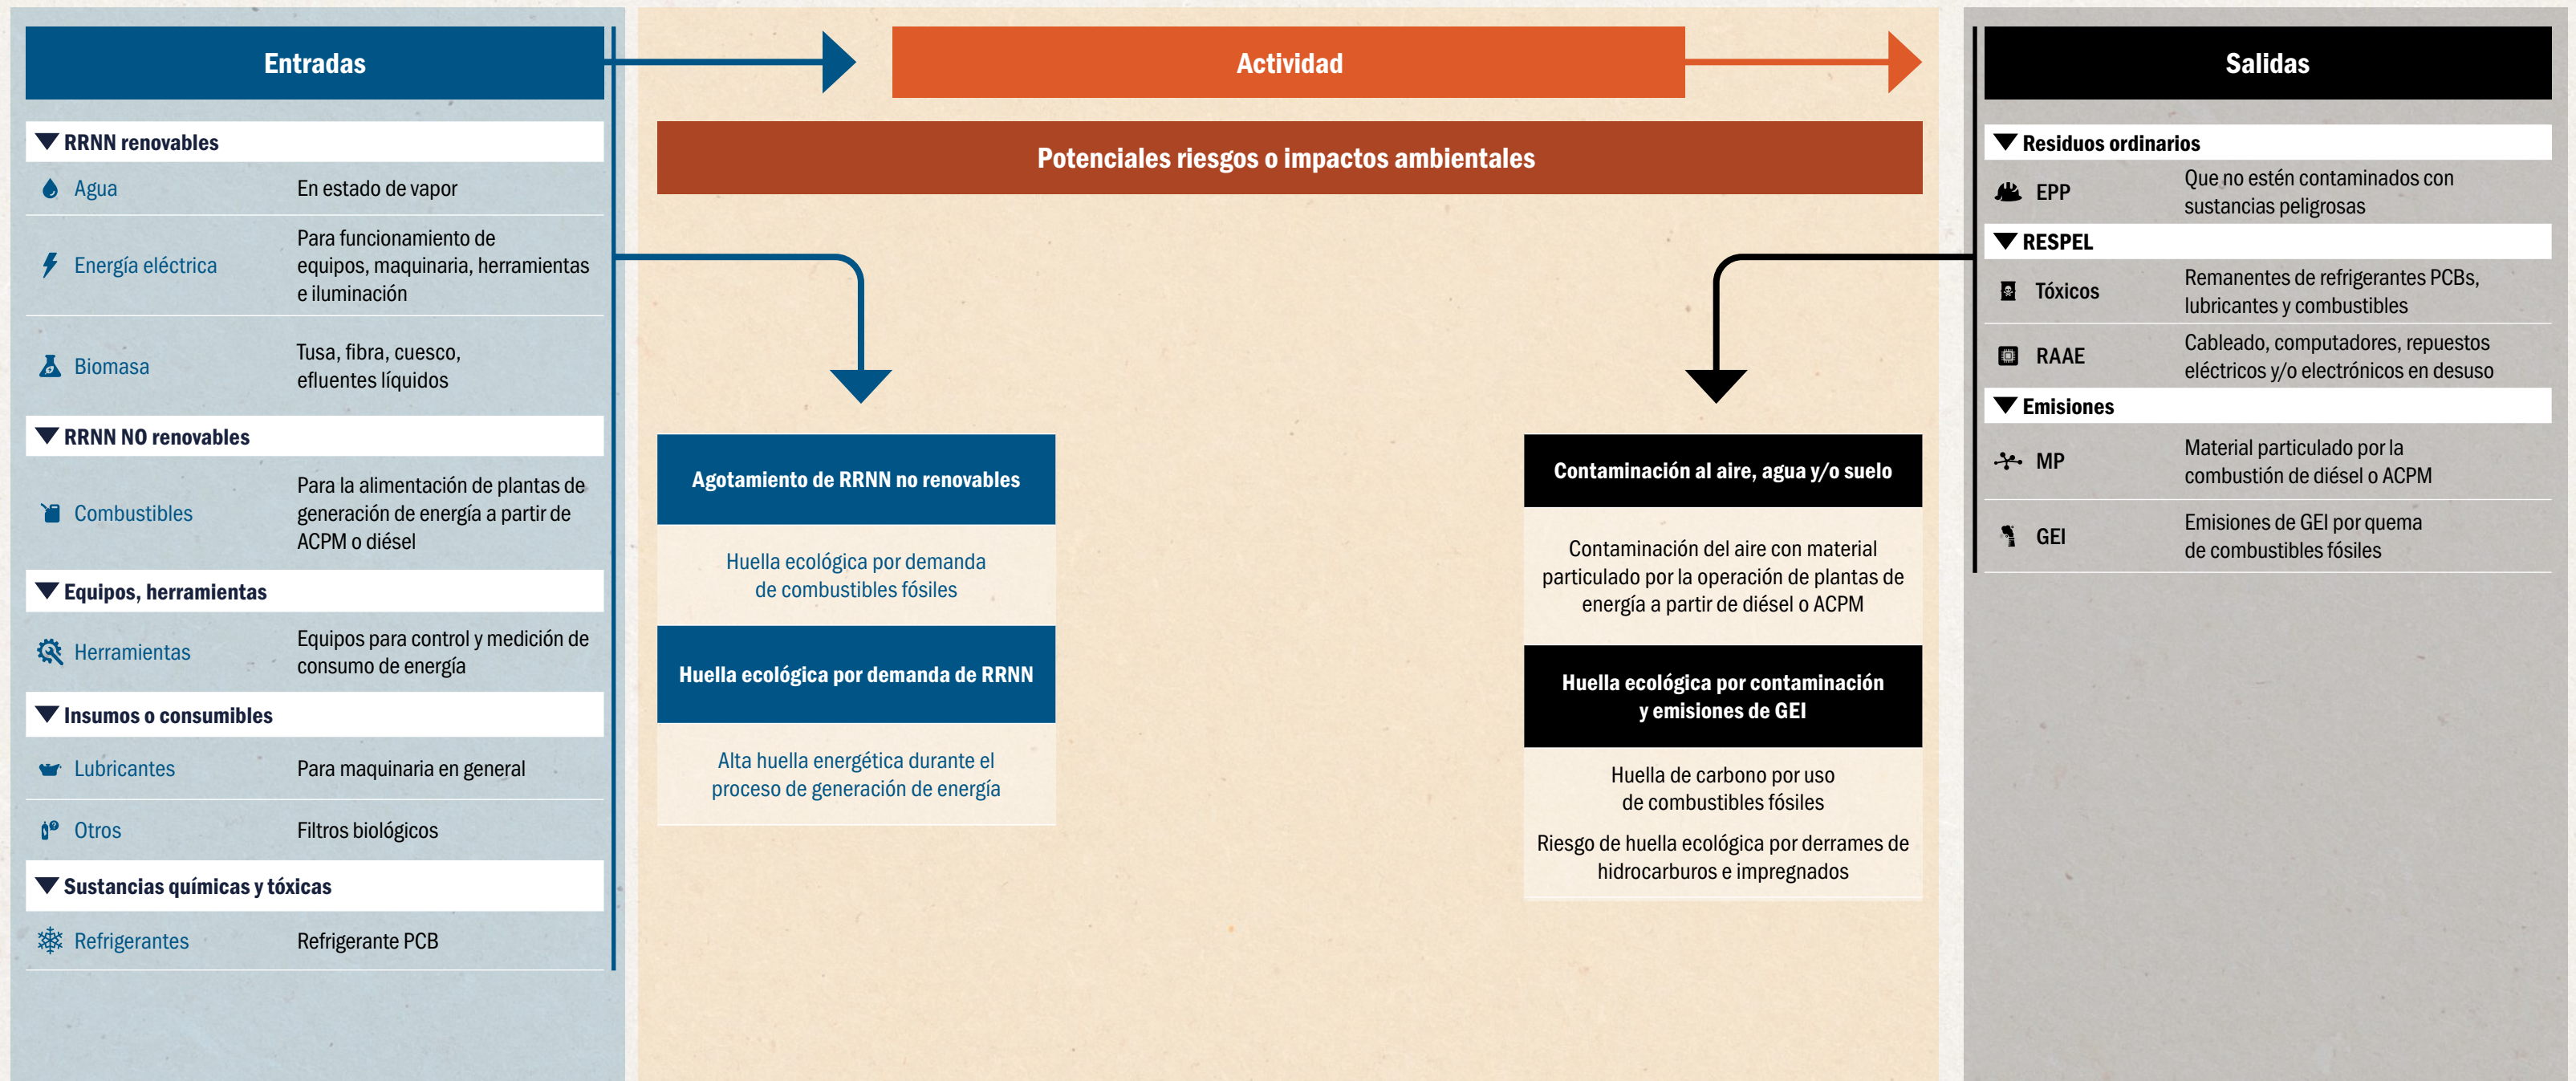 Entradas
RRNN renovables
Agua
En estado de vapor
Energía eléctrica
Para funcionamiento de
equipos, maquinaria, herramientas
e iluminación
Biomasa
Tusa, fibra, cuesco,
efluentes líquidos
RRNN NO renovables
Combustibles
Para la alimentación de plantas de
generación de energía a partir de
ACPM o diésel
Equipos, herramientas
Herramientas
Equipos para control y medición de
consumo de energía
Insumos o consumibles
Lubricantes
Para maquinaria en general
Otros
Filtros biológicos
Sustancias químicas y tóxicas
Refrigerantes
Refrigerante PCB
Actividad
Potenciales riesgos o impactos ambientales
Agotamiento de RRNN no renovables
Huella ecológica por demanda
de combustibles fósiles
Huella ecológica por demanda de RRNN
Alta huella energética durante el
proceso de generación de energía
Contaminación al aire, agua y/o suelo
Contaminación del aire con material
particulado por la operación de plantas de
energía a partir de diésel o ACPM
Huella ecológica por contaminación
y emisiones de GEI
Huella de carbono por uso
de combustibles fósiles
Riesgo de huella ecológica por derrames de
hidrocarburos e impregnados
Salidas
Residuos ordinarios
EPP
Que no estén contaminados con
sustancias peligrosas
RESPEL
Tóxicos
Remanentes de refrigerantes PCBs,
lubricantes y combustibles
RAAE
Cableado, computadores, repuestos
eléctricos y/o electrónicos en desuso
Emisiones
MP
Material particulado por la
combustión de diésel o ACPM
GEI
Emisiones de GEI por quema
de combustibles fósiles